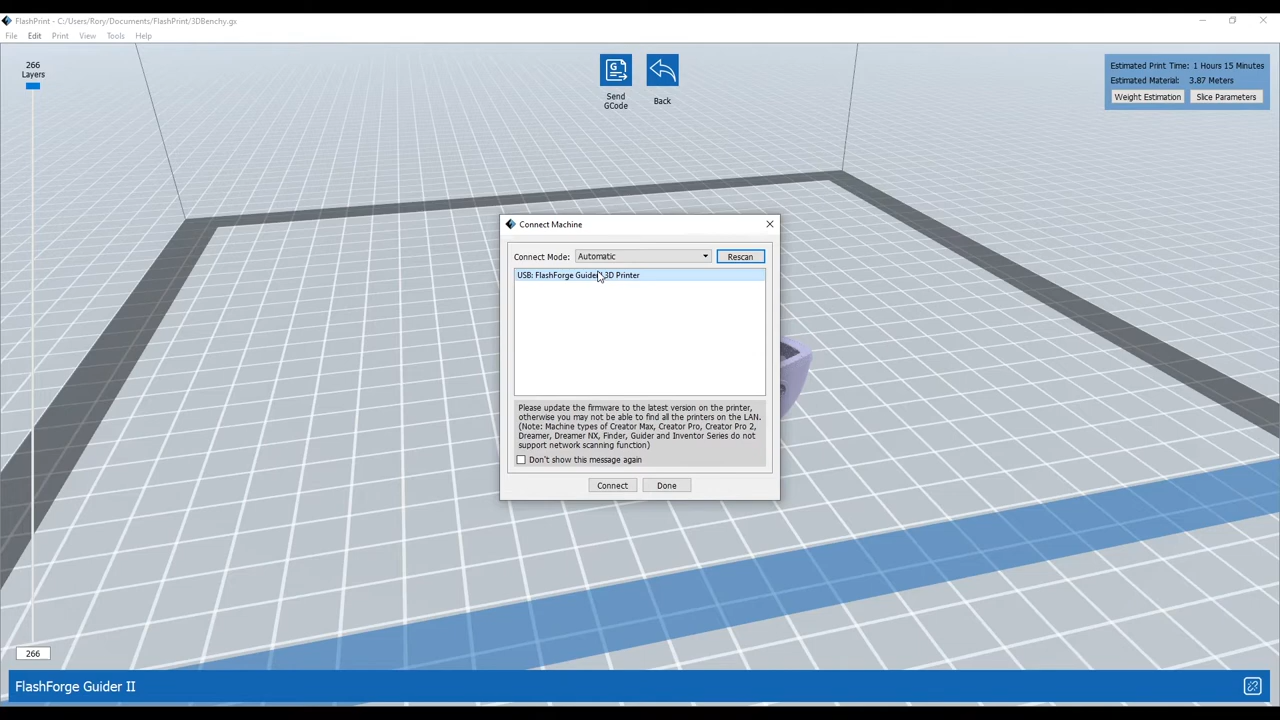 FlashPrint - C:/Users/Rory/Documents/FlashPrint/3DBenchy.gx
File Edit Print View Tools Help
266
Layers
Send
GCode
Back
Estimated Print Time: 1 Hours 15 Minutes
Estimated Material: 3.87 Meters
Weight Estimation
Slice Parameters
Connect Machine
Connect Mode: Automatic
Rescan
USB: FlashForge Guider 3D Printer
Please update the firmware to the latest version on the printer,
otherwise you may not be able to find all the printers on the LAN.
(Note: Machine types of Creator Max, Creator Pro, Creator Pro 2,
Dreamer, Dreamer NX, Finder, Guider and Inventor Series do not
support network scanning function)
Don't show this message again
Connect
Done
266
FlashForge Guider II